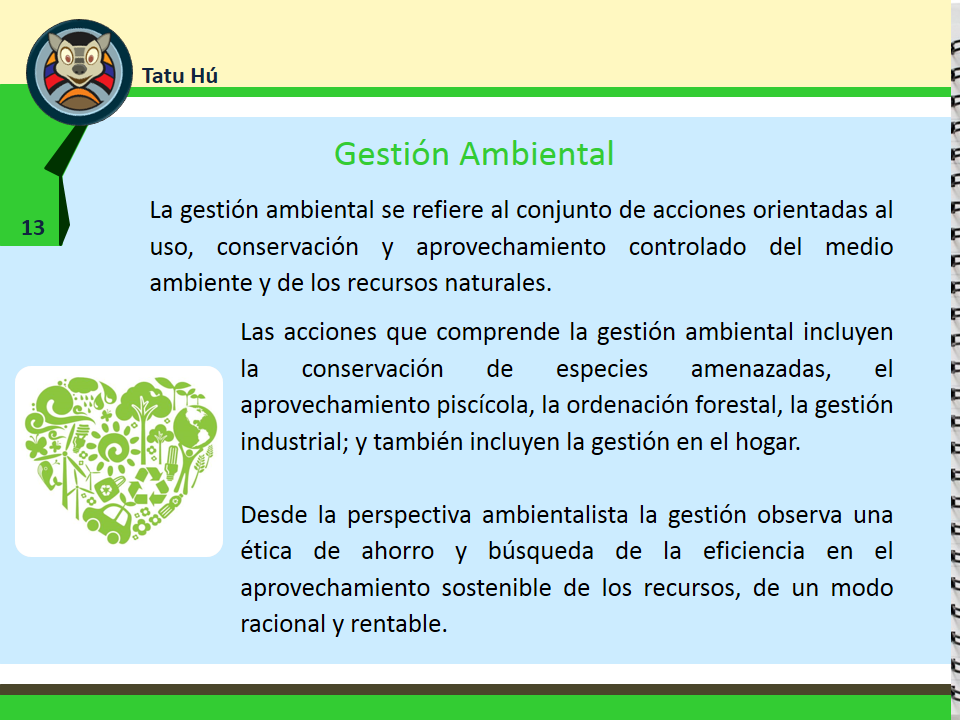 Tatu Hú
Gestión Ambiental
13
La gestión ambiental se refiere al conjunto de acciones orientadas al
uso, conservación y aprovechamiento controlado del medio
ambiente y de los recursos naturales.
Las acciones que comprende la gestión ambiental incluyen
la conservación de especies amenazadas, el
aprovechamiento piscícola, la ordenación forestal, la gestión
industrial; y también incluyen la gestión en el hogar.
Desde la perspectiva ambientalista la gestión observa una
ética de ahorro y búsqueda de la eficiencia en el
aprovechamiento sostenible de los recursos, de un modo
racional y rentable.